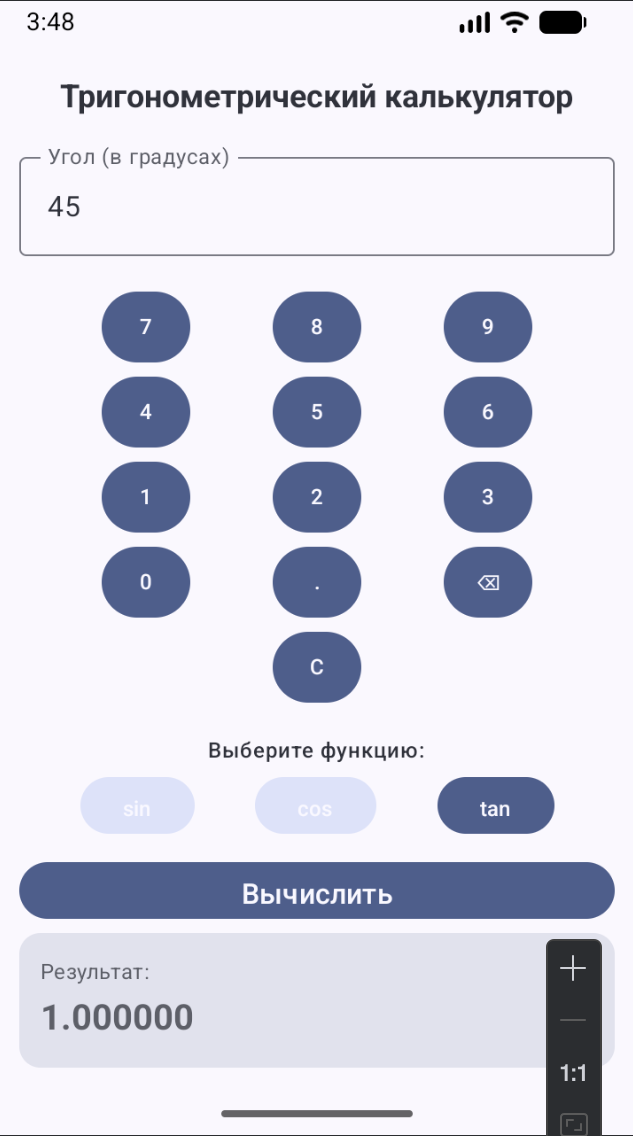 3:48
Тригонометрический калькулятор
Угол (в градусах)
45
7 8 9
4 5 6
1 2 3
0 . ⌫
C
Выберите функцию:
sin cos tan
Вычислить
Результат:
1.000000
1:1